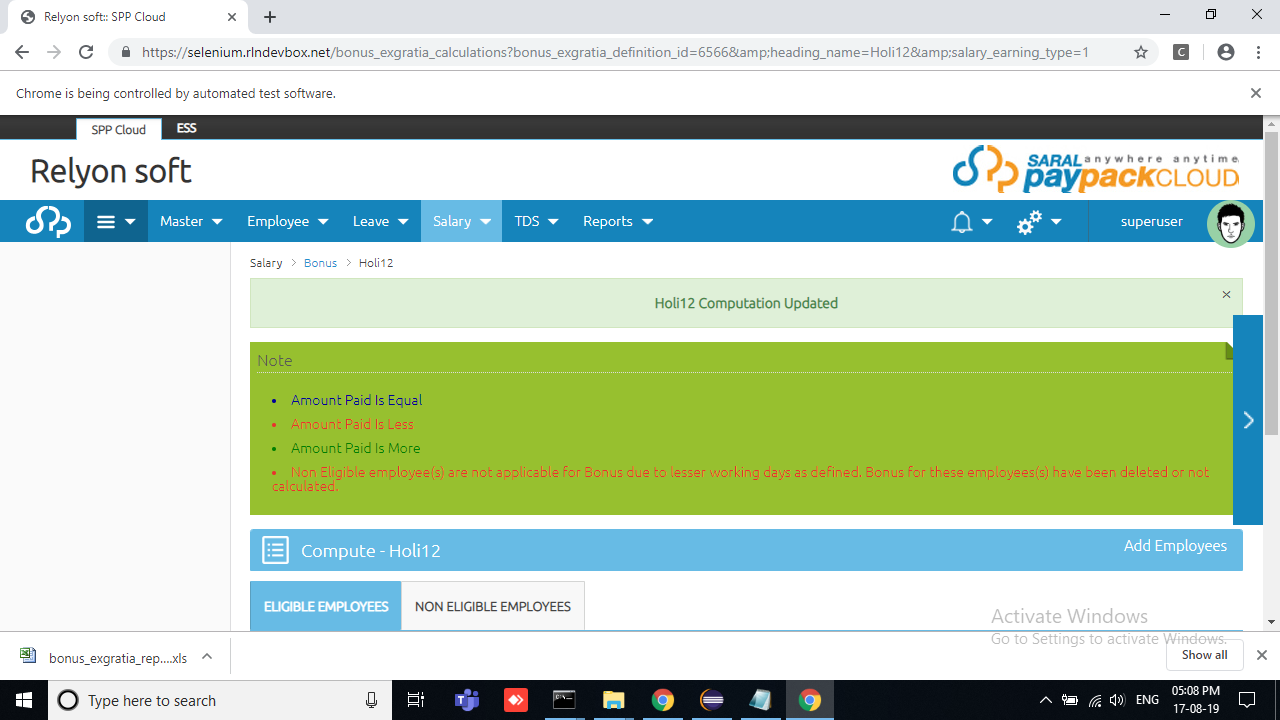 Relyon soft:: SPP Cloud
https://selenium.rlndevbox.net/bonus_exgratia_calculations?bonus_exgratia_definition_id=6566&amp;heading_name=Holi12&amp;salary_earning_type=1
C
Chrome is being controlled by automated test software.
SPP Cloud ESS
Relyon soft
SARAL anywhere anytime
paypackCLOUD
Master Employee Leave Salary TDS Reports superuser
Salary > Bonus > Holi12
Holi12 Computation Updated
Note
• Amount Paid Is Equal
• Amount Paid Is Less
• Amount Paid Is More
• Non Eligible employee(s) are not applicable for Bonus due to lesser working days as defined. Bonus for these employees(s) have been deleted or not
calculated.
Compute - Holi12 Add Employees
ELIGIBLE EMPLOYEES NON ELIGIBLE EMPLOYEES
Activate Windows
Go to Settings to activate Windows.
bonus_exgratia_rep....xls Show all
Type here to search ENG 05:08 PM
17-08-19